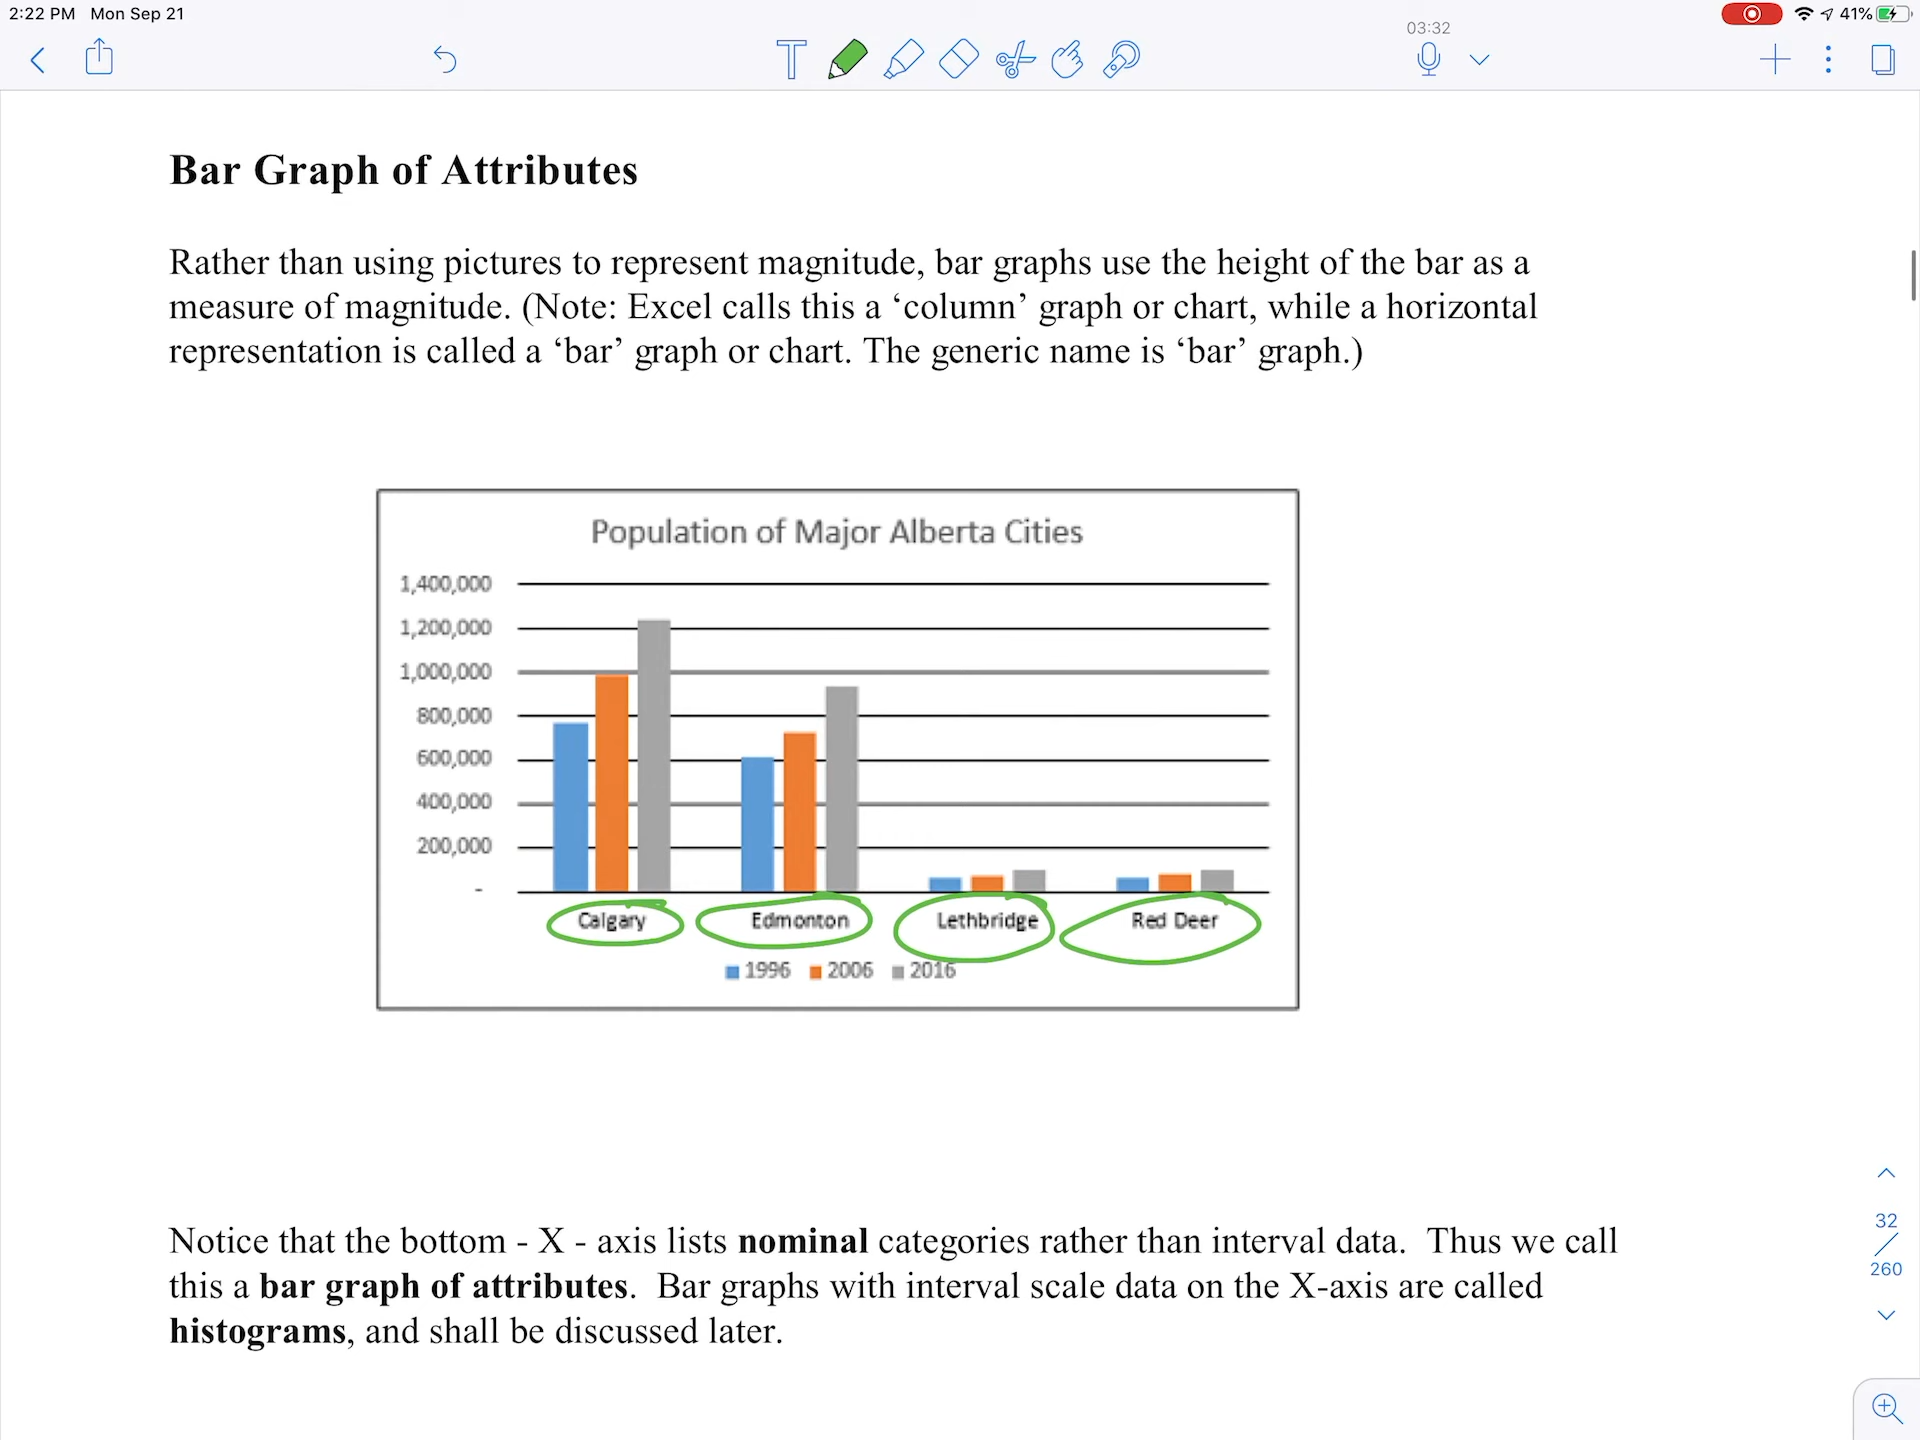 2:22 PM Mon Sep 21
41%
03:32
Bar Graph of Attributes
Rather than using pictures to represent magnitude, bar graphs use the height of the bar as a
measure of magnitude. (Note: Excel calls this a ‘column’ graph or chart, while a horizontal
representation is called a ‘bar’ graph or chart. The generic name is ‘bar’ graph.)
Population of Major Alberta Cities
1,400,000
1,200,000
1,000,000
800,000
600,000
400,000
200,000
-
Calgary Edmonton Lethbridge Red Deer
1996 2006 2016
Notice that the bottom - X - axis lists nominal categories rather than interval data. Thus we call
this a bar graph of attributes. Bar graphs with interval scale data on the X-axis are called
histograms, and shall be discussed later.
32
260